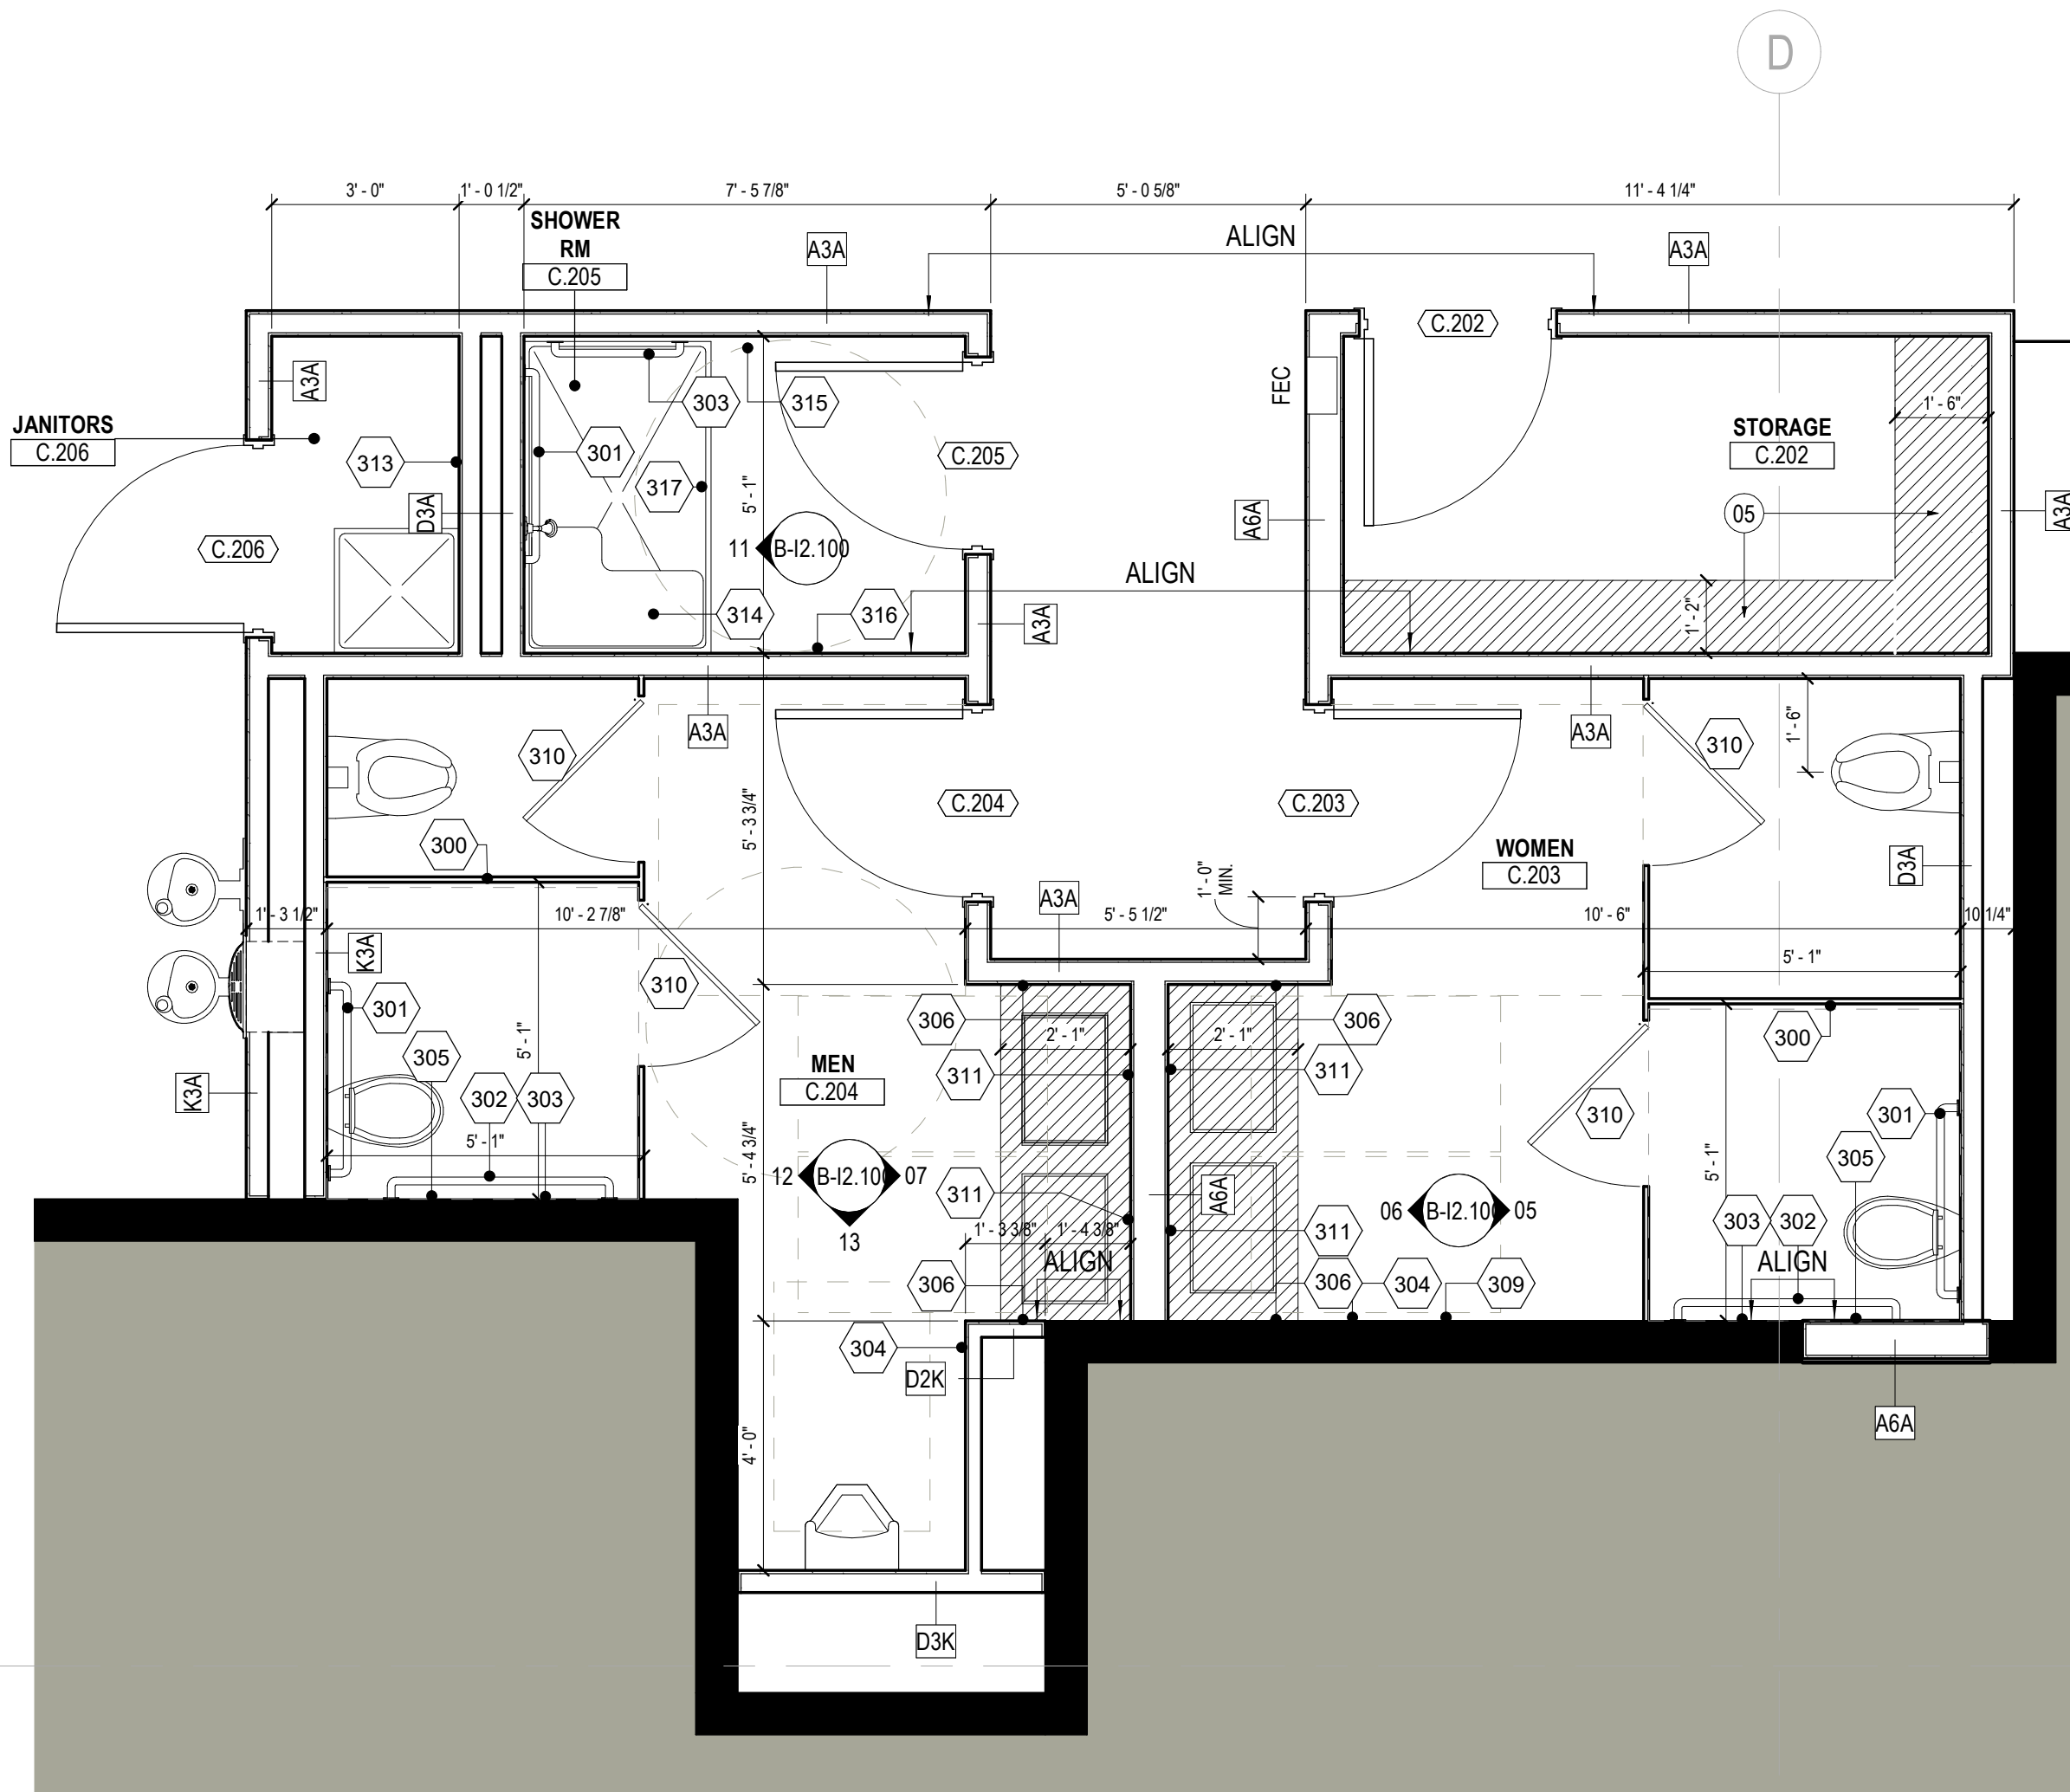 D
3' - 0"
1' - 0 1/2"
7' - 5 7/8"
5' - 0 5/8"
11' - 4 1/4"
SHOWER
RM
C.205
A3A
ALIGN
A3A
C.202
A3A
FEC
JANITORS
C.206
303
315
1' - 6"
STORAGE
C.202
313
301
C.205
317
5' - 1"
D3A
A6A
05
A3A
C.206
11
B-I2.100
ALIGN
314
316
A3A
1' - 2"
A3A
A3A
310
310
1' - 6"
C.204
C.203
5' - 3 3/4"
300
WOMEN
C.203
D3A
1' - 0"
MIN.
A3A
1' - 3 1/2"
10' - 2 7/8"
5' - 5 1/2"
10' - 6"
10 1/4"
K3A
5' - 1"
310
301
306
306
2' - 1"
2' - 1"
300
5' - 1"
305
MEN
C.204
311
311
K3A
302
303
310
301
5' - 1"
5' - 4 3/4"
5' - 1"
305
12
B-I2.100
07
311
A6A
06
B-I2.100
05
303
302
13
1' - 3 3/8"
1' - 4 3/8"
311
ALIGN
ALIGN
306
306
304
309
304
D2K
A6A
4' - 0"
D3K